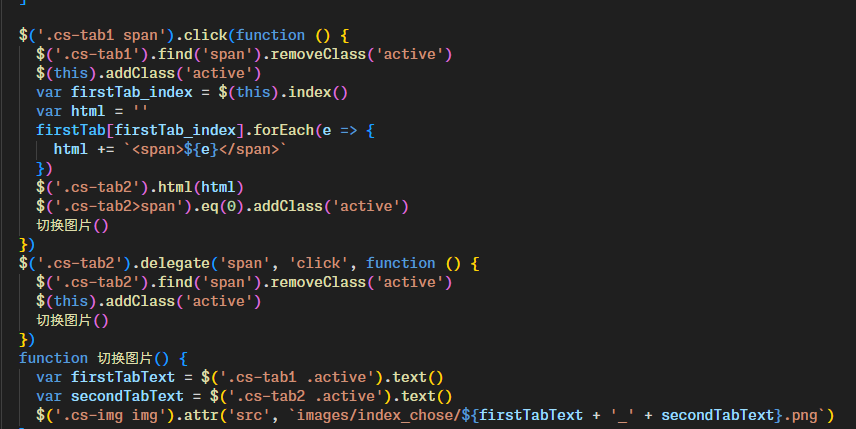 $('.cs-tab1 span').click(function () {
  $('.cs-tab1').find('span').removeClass('active')
  $(this).addClass('active')
  var firstTab_index = $(this).index()
  var html = ''
  firstTab[firstTab_index].forEach(e => {
    html += `<span>${e}</span>`
  })
  $('.cs-tab2').html(html)
  $('.cs-tab2>span').eq(0).addClass('active')
  切换图片()
})
$('.cs-tab2').delegate('span', 'click', function () {
  $('.cs-tab2').find('span').removeClass('active')
  $(this).addClass('active')
  切换图片()
})
function 切换图片() {
  var firstTabText = $('.cs-tab1 .active').text()
  var secondTabText = $('.cs-tab2 .active').text()
  $('.cs-img img').attr('src', `images/index_chose/${firstTabText + '_' + secondTabText}.png`)